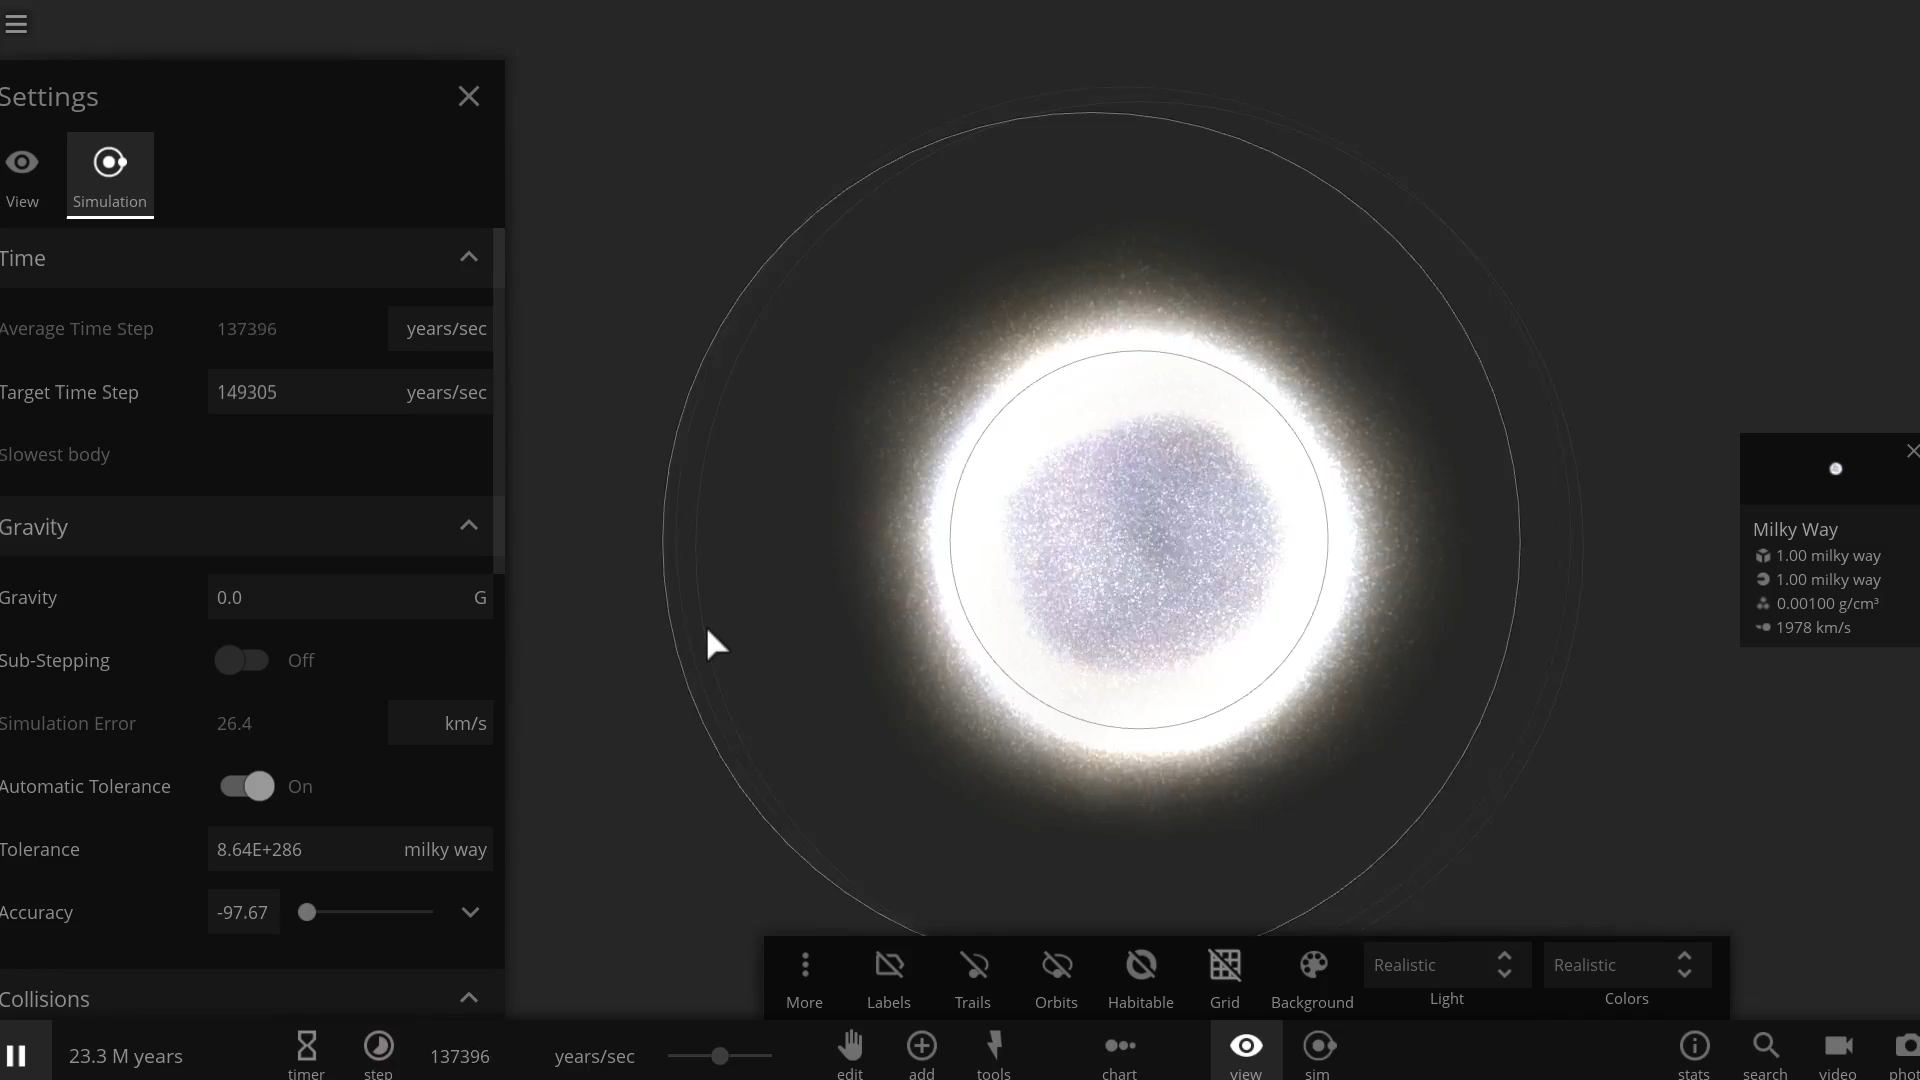 Settings
View
Simulation
Time
Average Time Step 137396 years/sec
Target Time Step 149305 years/sec
Slowest body
Gravity
Gravity 0.0 G
Sub-Stepping Off
Simulation Error 26.4 km/s
Automatic Tolerance On
Tolerance 8.64E+286 milky way
Accuracy -97.67
Collisions
Milky Way
1.00 milky way
1.00 milky way
0.00100 g/cm³
1978 km/s
More
Labels
Trails
Orbits
Habitable
Grid
Background
Realistic
Light
Realistic
Colors
23.3 M years
timer
step
137396 years/sec
edit
add
tools
chart
view
sim
stats
search
video
phot